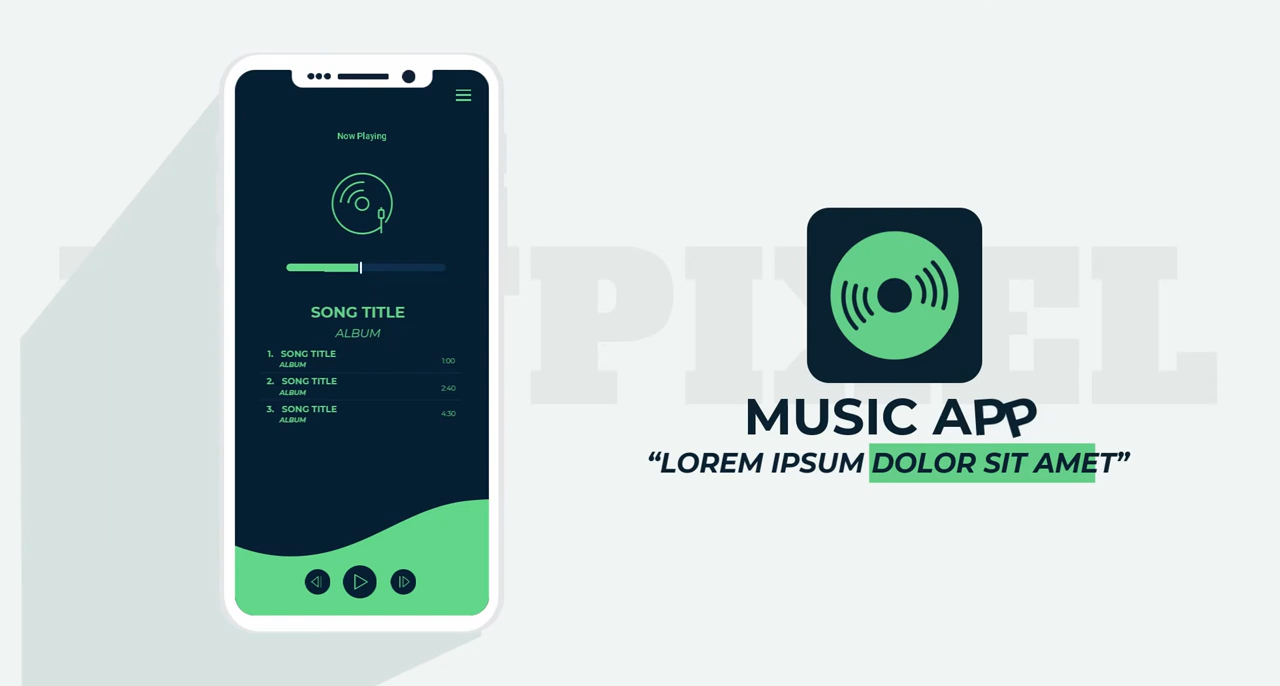 Now Playing
SONG TITLE
ALBUM
1. SONG TITLE
ALBUM
1:00
2. SONG TITLE
ALBUM
2:40
3. SONG TITLE
ALBUM
4:30
MUSIC APP
“LOREM IPSUM DOLOR SIT AMET”